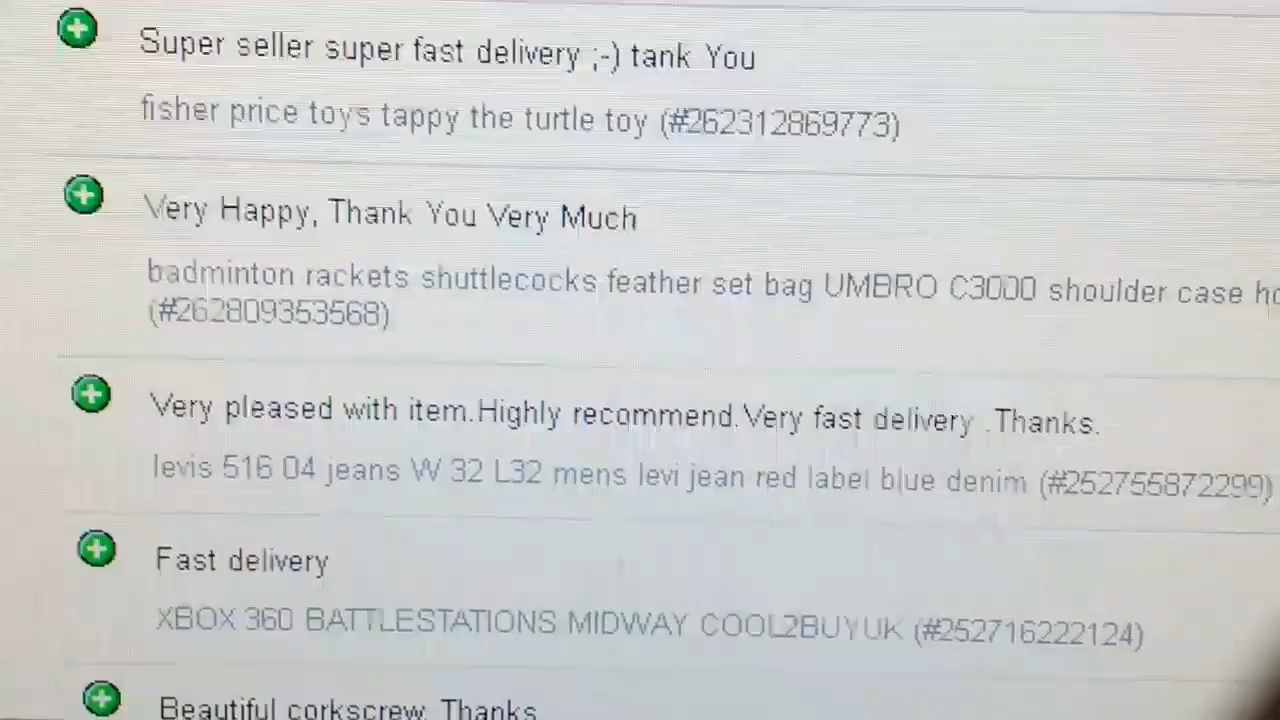 Super seller super fast delivery ;-) tank You
fisher price toys tappy the turtle toy (#262312869773)
Very Happy, Thank You Very Much
badminton rackets shuttlecocks feather set bag UMBRO C3000 shoulder case
(#262809353568)
Very pleased with item.Highly recommend.Very fast delivery .Thanks.
levis 516 04 jeans W 32 L32 mens levi jean red label blue denim (#252755872299)
Fast delivery
XBOX 360 BATTLESTATIONS MIDWAY COOL2BUYUK (#252716222124)
Beautiful corkscrew. Thanks